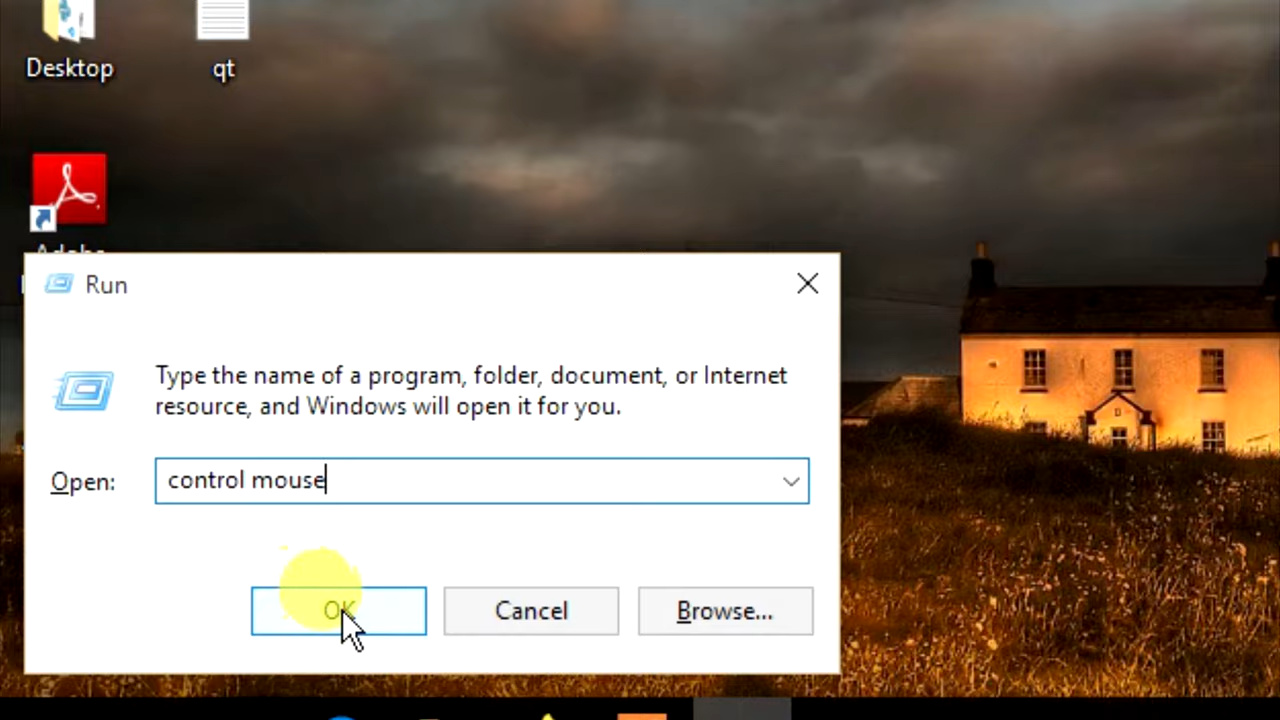 Desktop
qt
Adobe
Run
Type the name of a program, folder, document, or Internet
resource, and Windows will open it for you.
Open:
control mouse
OK
Cancel
Browse...